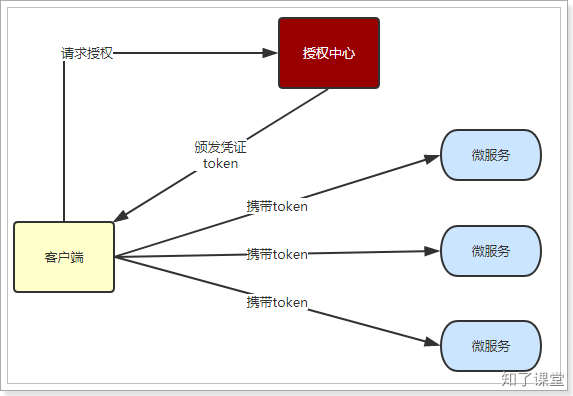 请求授权
授权中心
颁发凭证
token
微服务
携带token
客户端
携带token
微服务
携带token
微服务
知了课堂